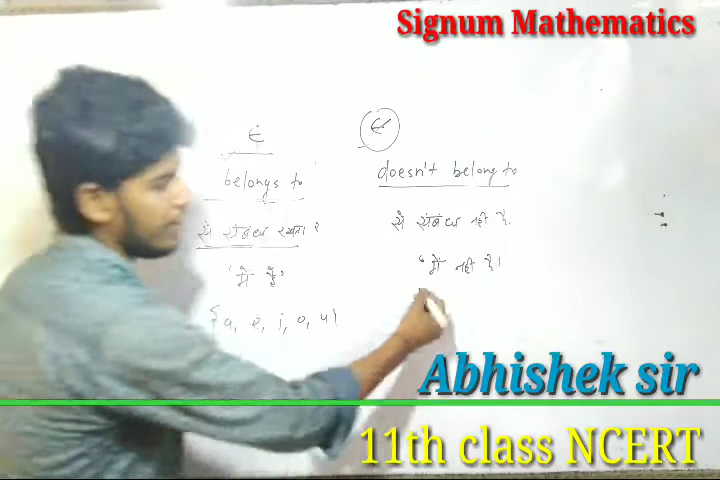 Signum Mathematics
∈ ∉
belongs to
doesn't belong to
से संबंध रखता है
से संबंध नही है.
'में है'
'में नही है।
{a, e, i, o, u}
Abhishek sir
11th class NCERT